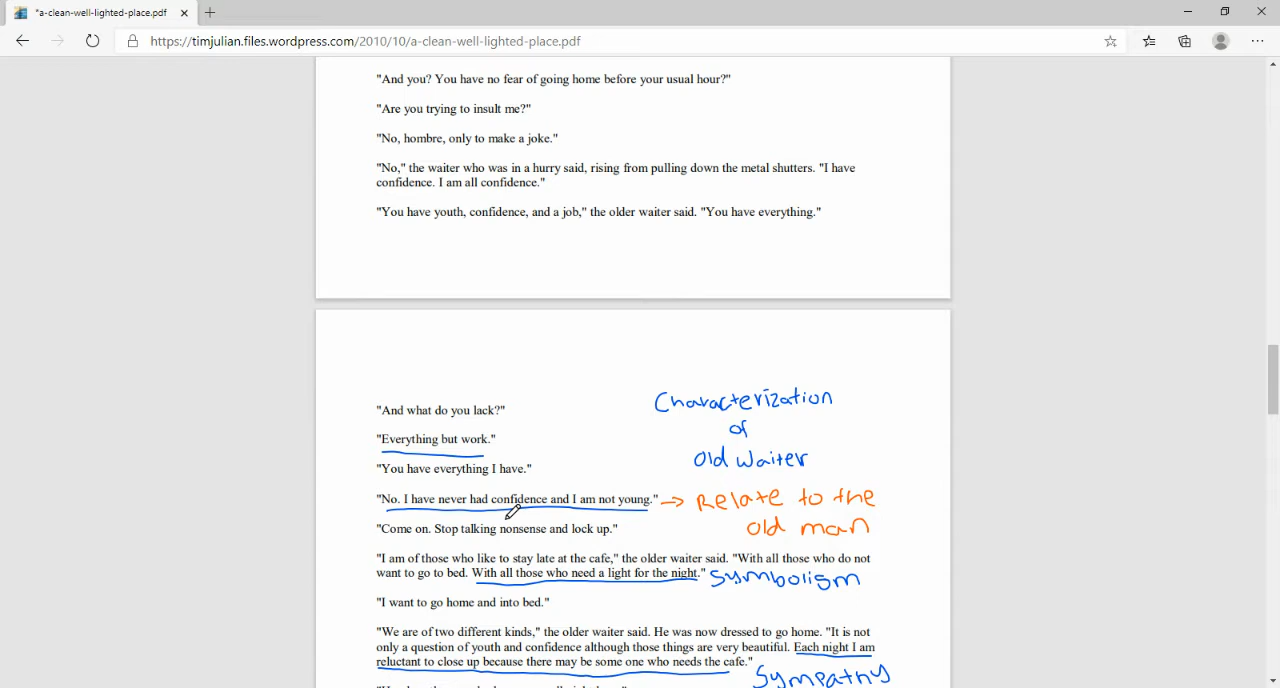 *a-clean-well-lighted-place.pdf
https://timjulian.files.wordpress.com/2010/10/a-clean-well-lighted-place.pdf
"And you? You have no fear of going home before your usual hour?"
"Are you trying to insult me?"
"No, hombre, only to make a joke."
"No," the waiter who was in a hurry said, rising from pulling down the metal shutters. "I have
confidence. I am all confidence."
"You have youth, confidence, and a job," the older waiter said. "You have everything."
"And what do you lack?"
Characterization
of
Old Waiter
"Everything but work."
"You have everything I have."
"No. I have never had confidence and I am not young."
→ Relate to the
old man
"Come on. Stop talking nonsense and lock up."
"I am of those who like to stay late at the cafe," the older waiter said. "With all those who do not
want to go to bed. With all those who need a light for the night."
Symbolism
"I want to go home and into bed."
"We are of two different kinds," the older waiter said. He was now dressed to go home. "It is not
only a question of youth and confidence although those things are very beautiful. Each night I am
reluctant to close up because there may be some one who needs the cafe."
Sympathy